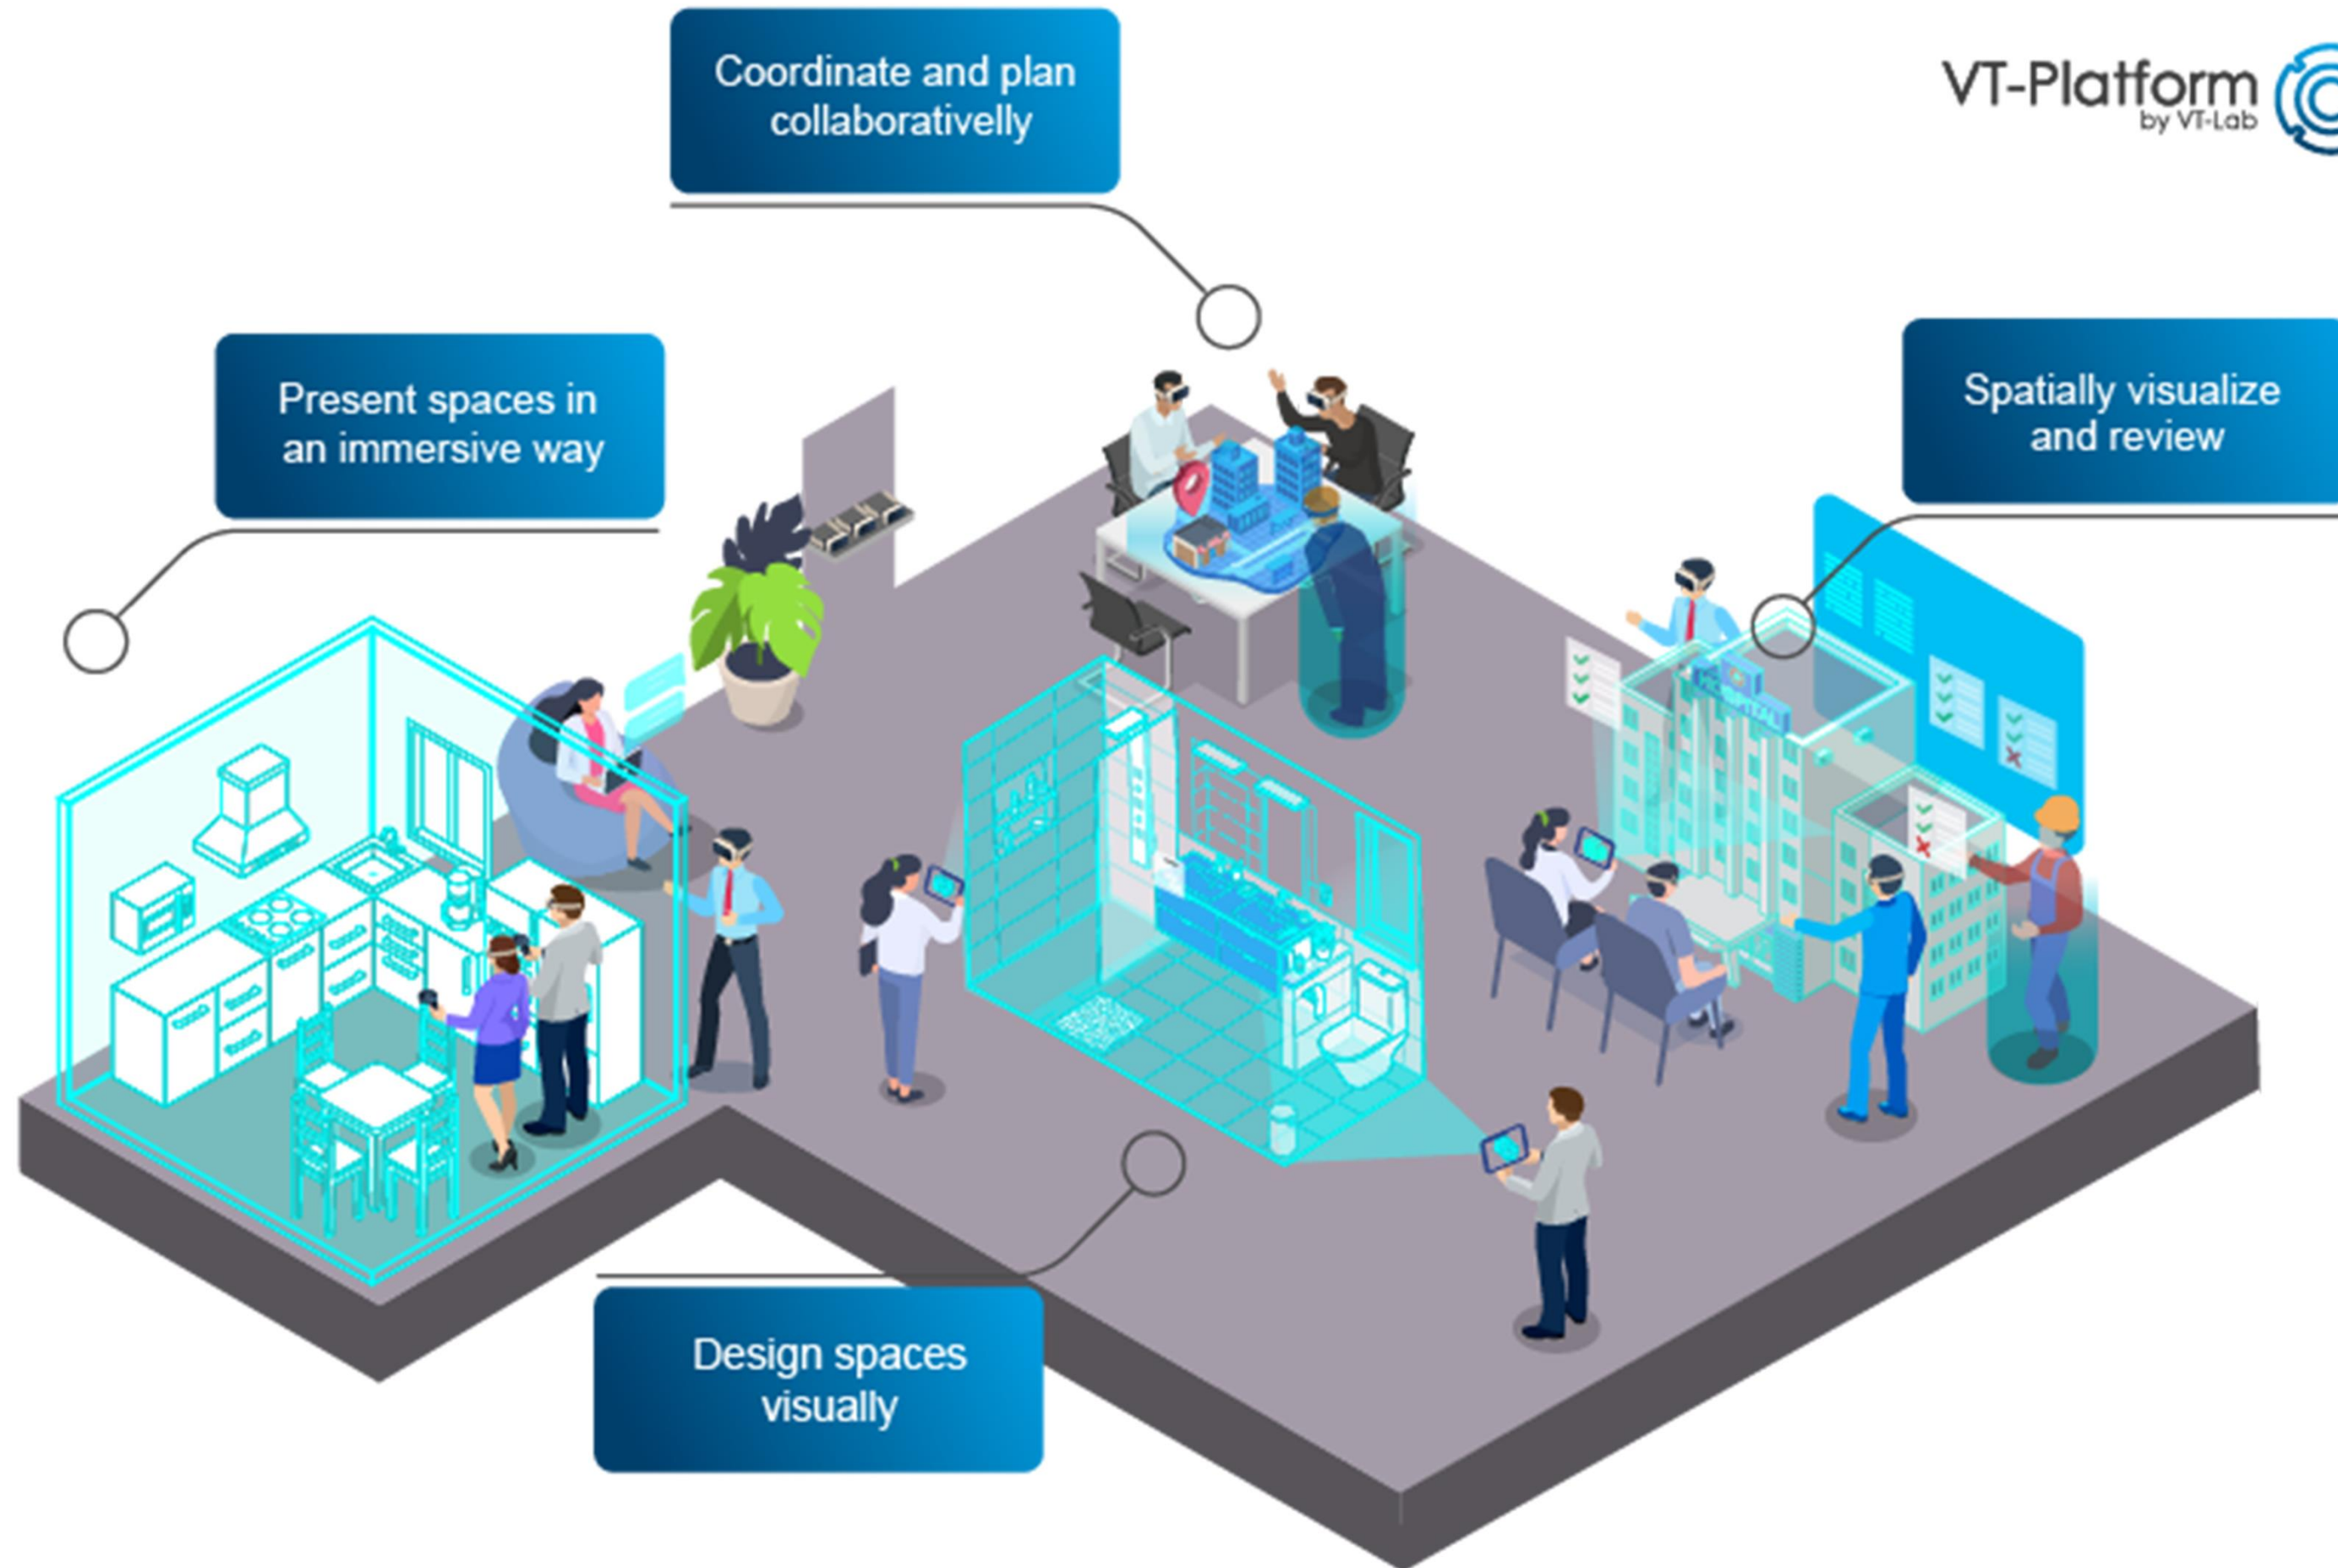 Coordinate and plan
collaborativelly
VT-Platform
by VT-Lab
Present spaces in
an immersive way
Spatially visualize
and review
HOSPITAL
Design spaces
visually